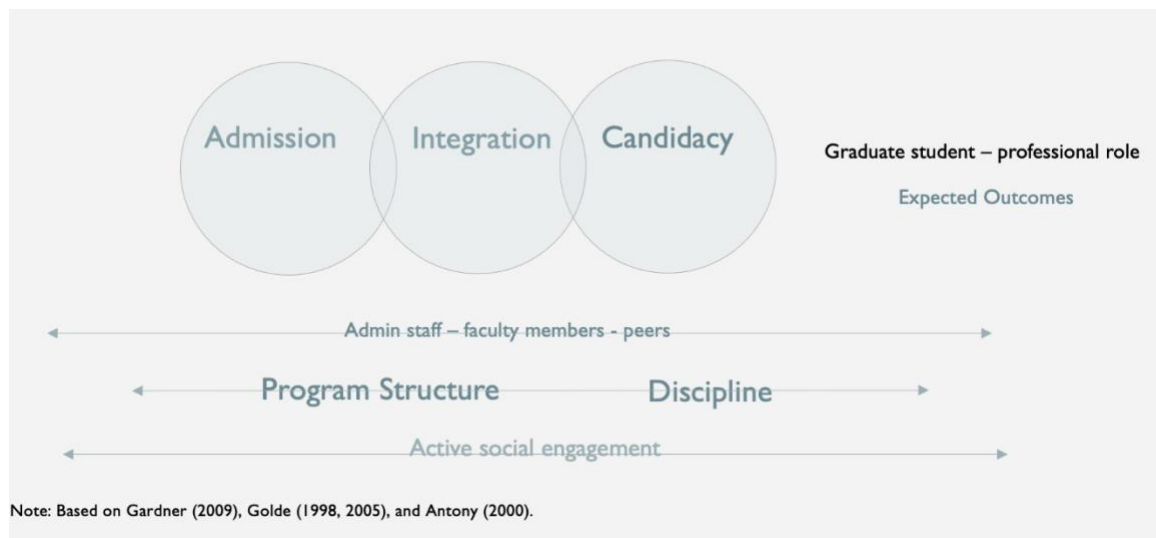 Admission
Integration
Candidacy
Graduate student – professional role
Expected Outcomes
Admin staff – faculty members - peers
Program Structure
Discipline
Active social engagement
Note: Based on Gardner (2009), Golde (1998, 2005), and Antony (2000).